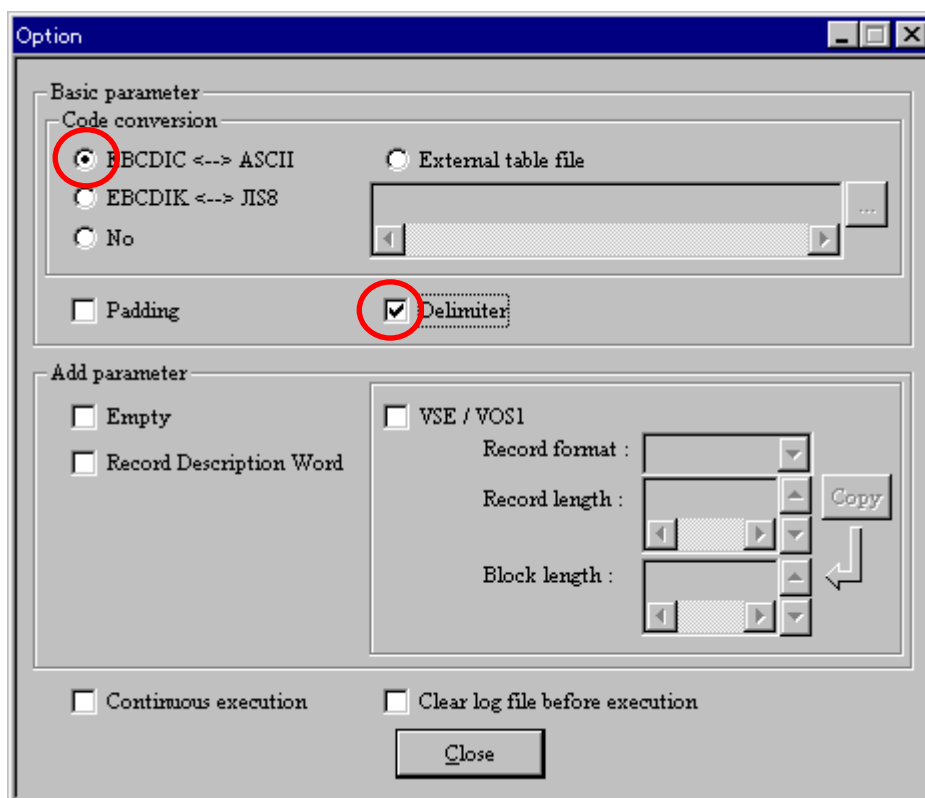 Option
Basic parameter
Code conversion
EBCDIC <--> ASCII
External table file
EBCDIK <--> JIS8
...
No
Padding
Delimiter
Add parameter
Empty
VSE / VOS1
Record format :
Record Description Word
Record length :
Copy
Block length :
Continuous execution
Clear log file before execution
Close